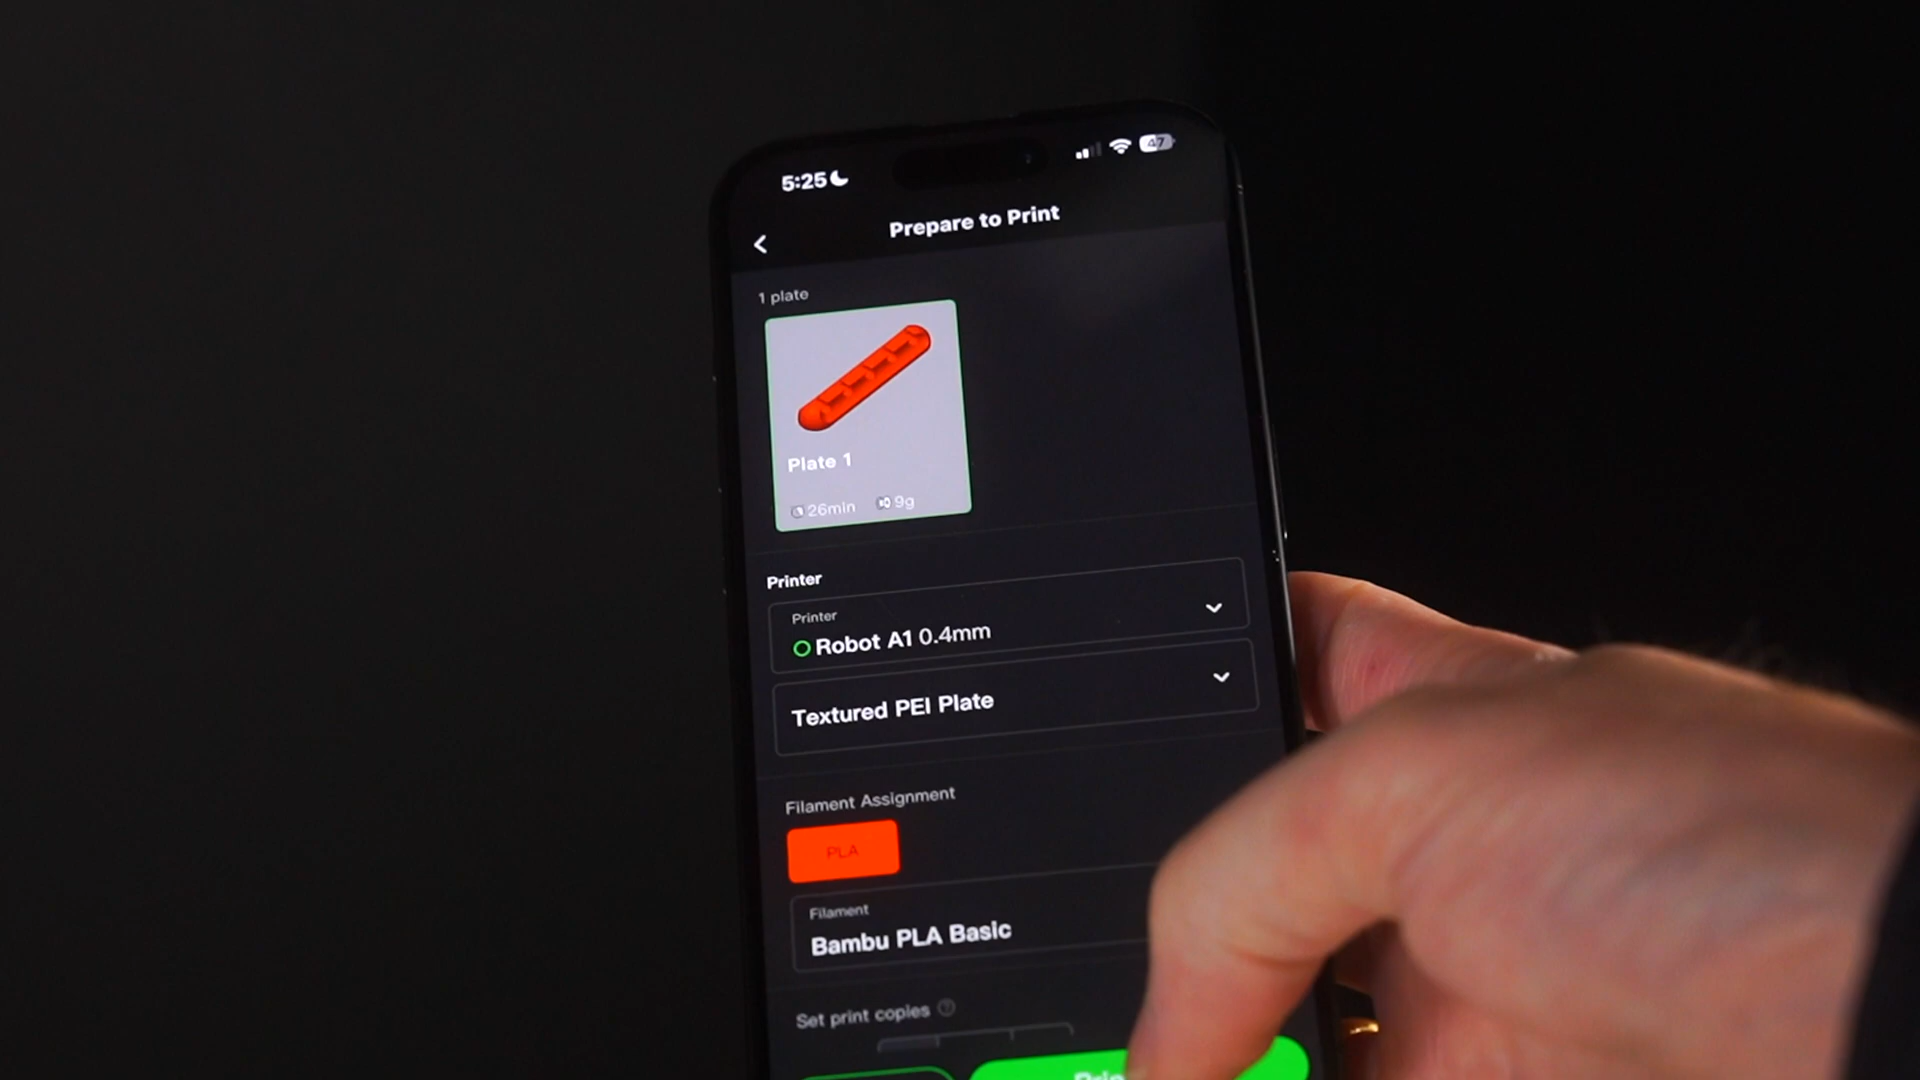 5:25
47
Prepare to Print
1 plate
Plate 1
26min 9g
Printer
Printer
Robot A1 0.4mm
Textured PEI Plate
Filament Assignment
PLA
Filament
Bambu PLA Basic
Set print copies